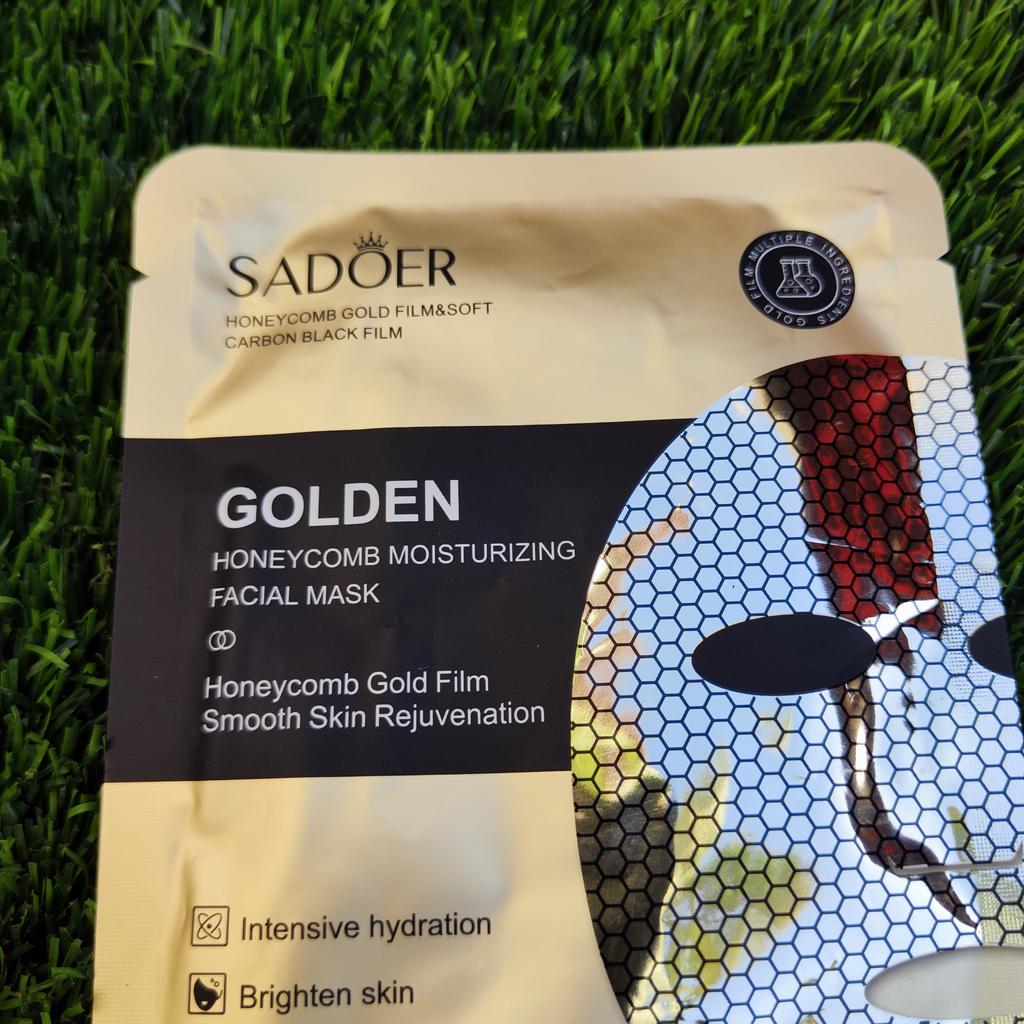 SADOER
HONEYCOMB GOLD FILM&SOFT
CARBON BLACK FILM
MULTIPLE INGREDIENTS
GOLD FILM
GOLDEN
HONEYCOMB MOISTURIZING
FACIAL MASK
Honeycomb Gold Film
Smooth Skin Rejuvenation
Intensive hydration
Brighten skin